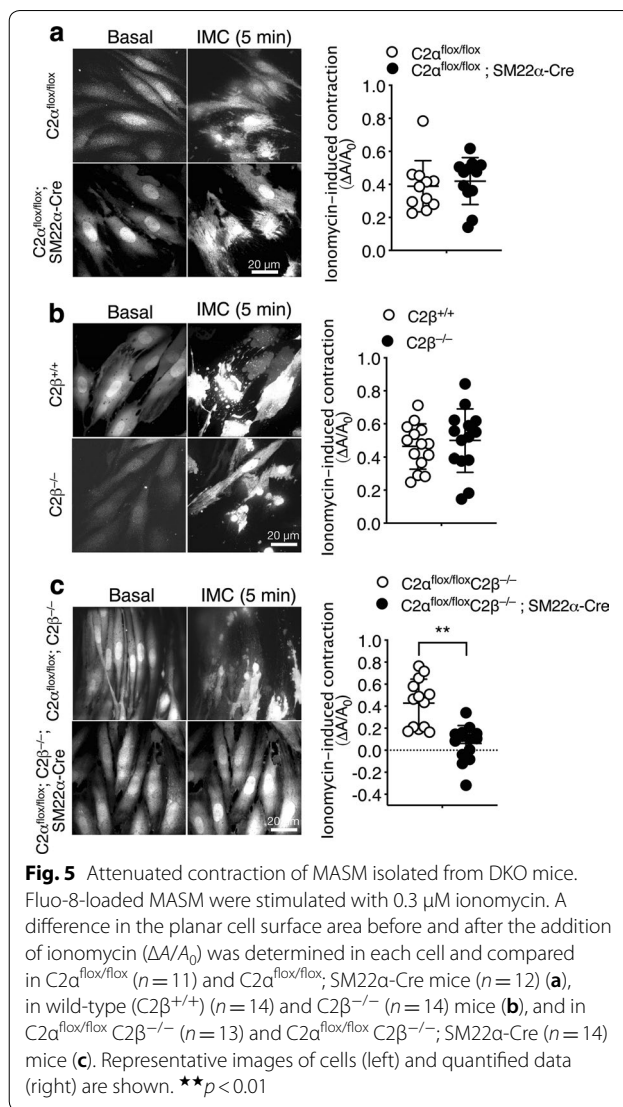 a
Basal
IMC (5 min)
C2α^flox/flox
C2α^flox/flox;
SM22α-Cre
20 µm
C2α^flox/flox
C2α^flox/flox ; SM22α-Cre
Ionomycin–induced contraction
(ΔA/A₀)
1.0
0.8
0.6
0.4
0.2
0.0
b
Basal
IMC (5 min)
C2β^+/+
C2β^–/–
20 µm
C2β^+/+
C2β^–/–
Ionomycin–induced contraction
(ΔA/A₀)
1.0
0.8
0.6
0.4
0.2
0.0
c
Basal
IMC (5 min)
C2α^flox/flox; C2β^–/–
C2α^flox/flox; C2β^–/–;
SM22α-Cre
20 µm
C2α^flox/flox C2β^–/–
C2α^flox/flox C2β^–/– ; SM22α-Cre
**
Ionomycin–induced contraction
(ΔA/A₀)
1.0
0.8
0.6
0.4
0.2
0.0
-0.2
-0.4
Fig. 5 Attenuated contraction of MASM isolated from DKO mice.
Fluo-8-loaded MASM were stimulated with 0.3 µM ionomycin. A
difference in the planar cell surface area before and after the addition
of ionomycin (ΔA/A₀) was determined in each cell and compared
in C2α^flox/flox (n = 11) and C2α^flox/flox; SM22α-Cre mice (n = 12) (a),
in wild-type (C2β^+/+) (n = 14) and C2β^−/− (n = 14) mice (b), and in
C2α^flox/flox C2β^−/− (n = 13) and C2α^flox/flox C2β^−/−; SM22α-Cre (n = 14)
mice (c). Representative images of cells (left) and quantified data
(right) are shown. ★★p < 0.01